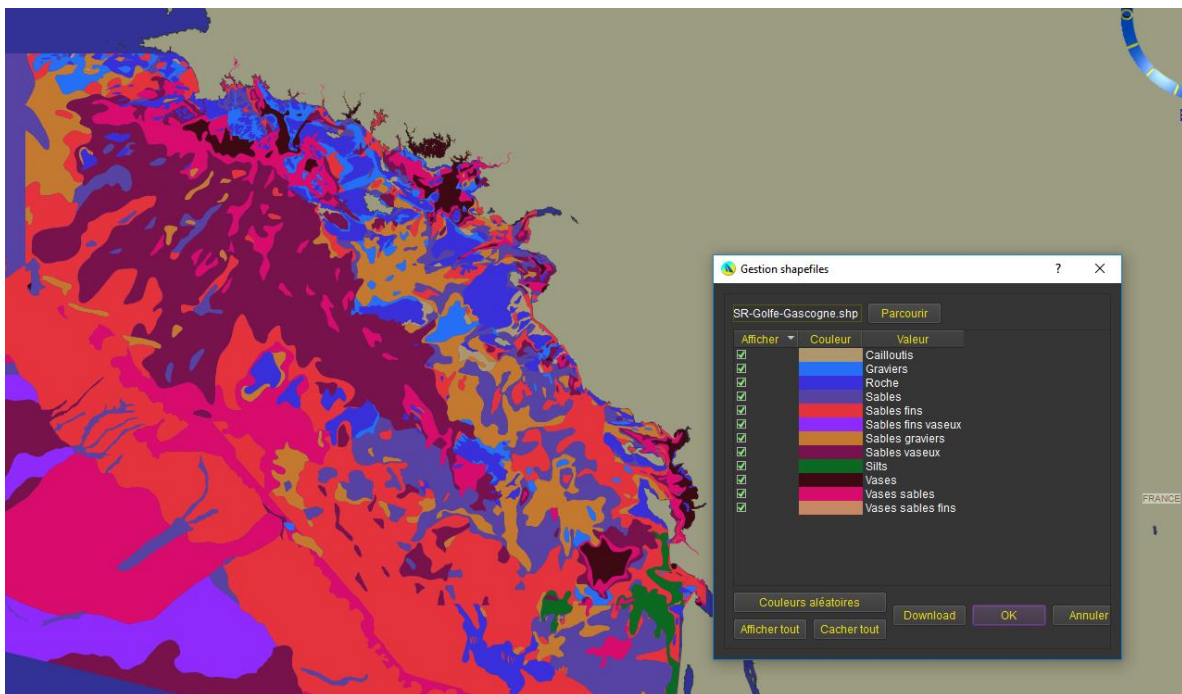 Gestion shapefiles ? X
SR-Golfe-Gascogne.shp Parcourir
Afficher Couleur Valeur
Cailloutis
Graviers
Roche
Sables
Sables fins
Sables fins vaseux
Sables graviers
Sables vaseux
Silts
Vases
Vases sables
Vases sables fins
FRANCE
Couleurs aléatoires
Download OK Annuler
Afficher tout Cacher tout